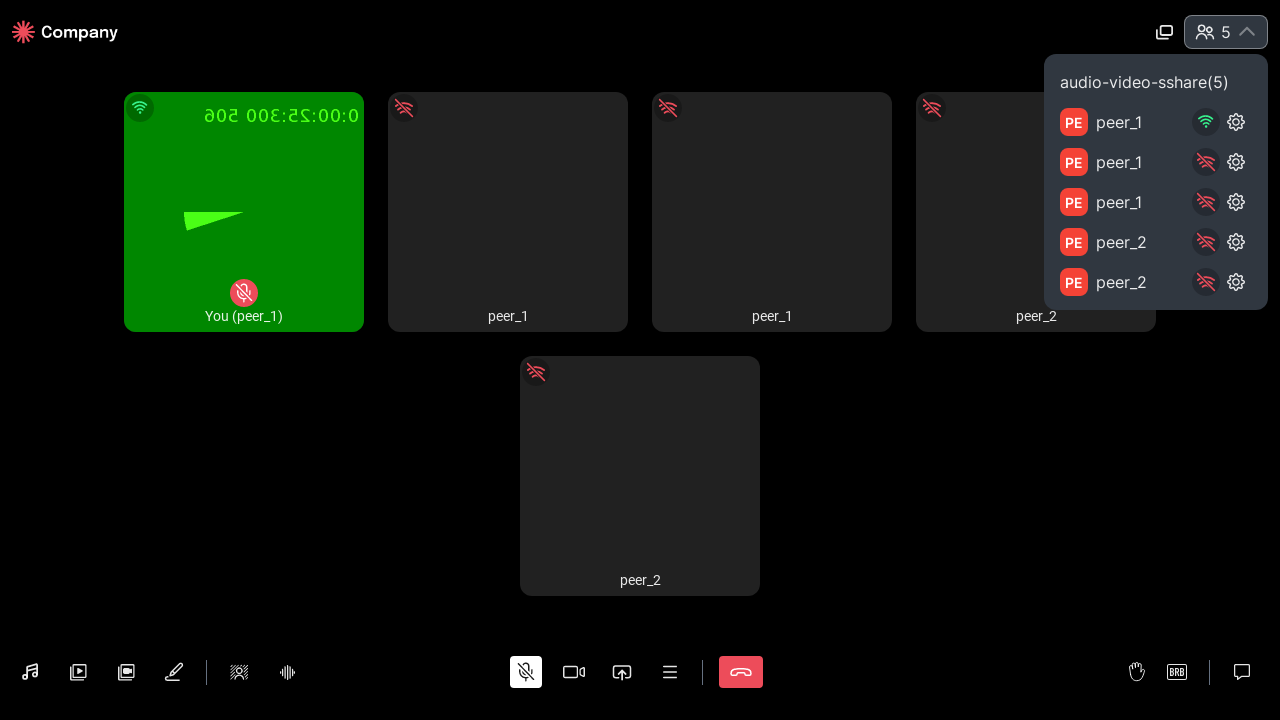 Company
5
audio-video-sshare(5)
PE peer_1
PE peer_1
PE peer_1
PE peer_2
PE peer_2
0:00:25:300 506
You (peer_1)
peer_1
peer_1
peer_2
peer_2
BRB